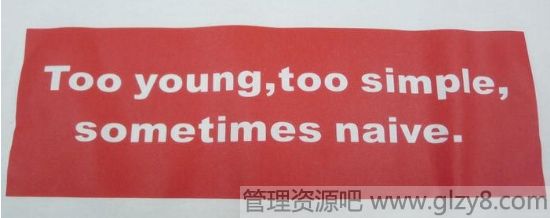 Too young,too simple,
sometimes naive.
管理资源吧 www.glzy8.com